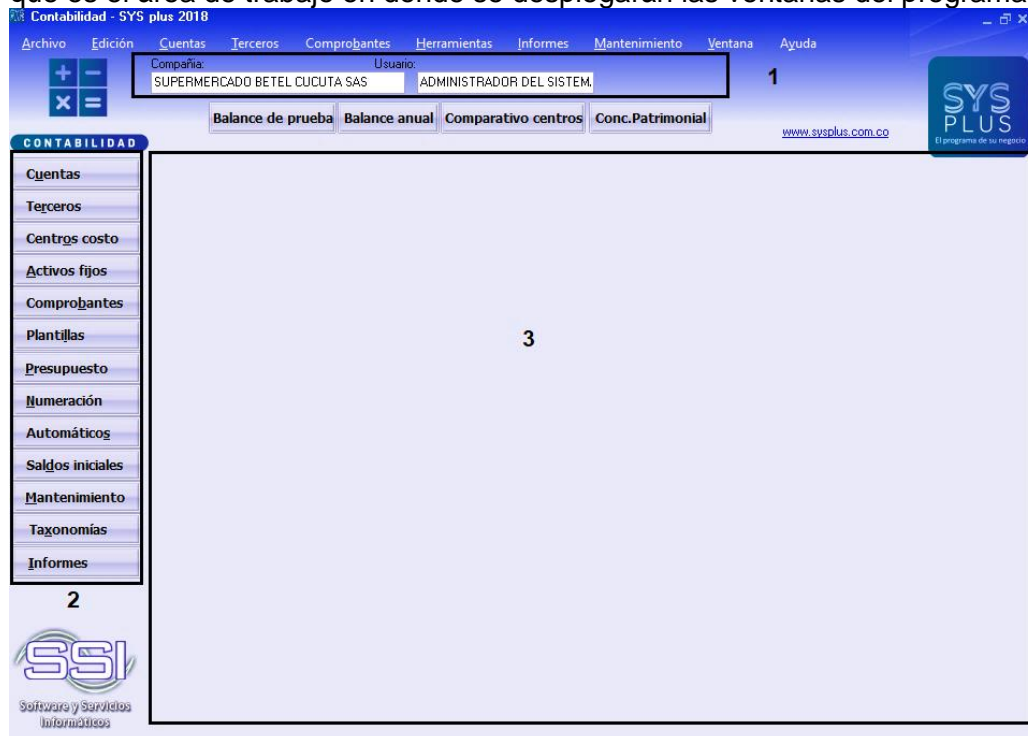 que es el área de trabajo en donde se desplegarán las ventanas del programa
Contabilidad - SYS plus 2018
Archivo Edición Cuentas Terceros Comprobantes Herramientas Informes Mantenimiento Ventana Ayuda
Compañia: Usuario:
SUPERMERCADO BETEL CUCUTA SAS ADMINISTRADOR DEL SISTEM
1
Balance de prueba Balance anual Comparativo centros Conc.Patrimonial
www.sysplus.com.co
SYS
PLUS
El programa de su negocio
CONTABILIDAD
Cuentas
Terceros
Centros costo
Activos fijos
Comprobantes
Plantillas
Presupuesto
Numeración
Automáticos
Saldos iniciales
Mantenimiento
Taxonomías
Informes
2
3
SSI
Software y Servicios
Informáticos